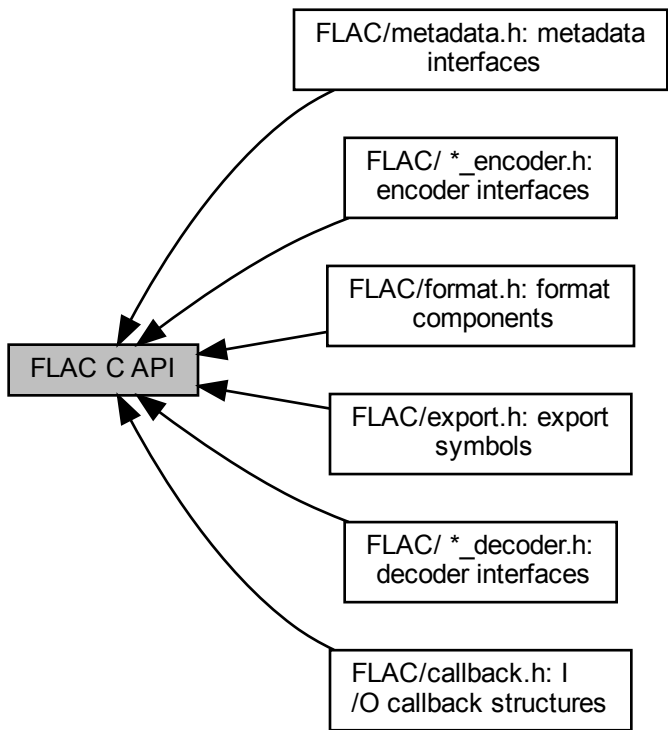 FLAC/metadata.h: metadata
interfaces
FLAC/ *_encoder.h:
encoder interfaces
FLAC/format.h: format
components
FLAC C API
FLAC/export.h: export
symbols
FLAC/ *_decoder.h:
decoder interfaces
FLAC/callback.h: I
/O callback structures